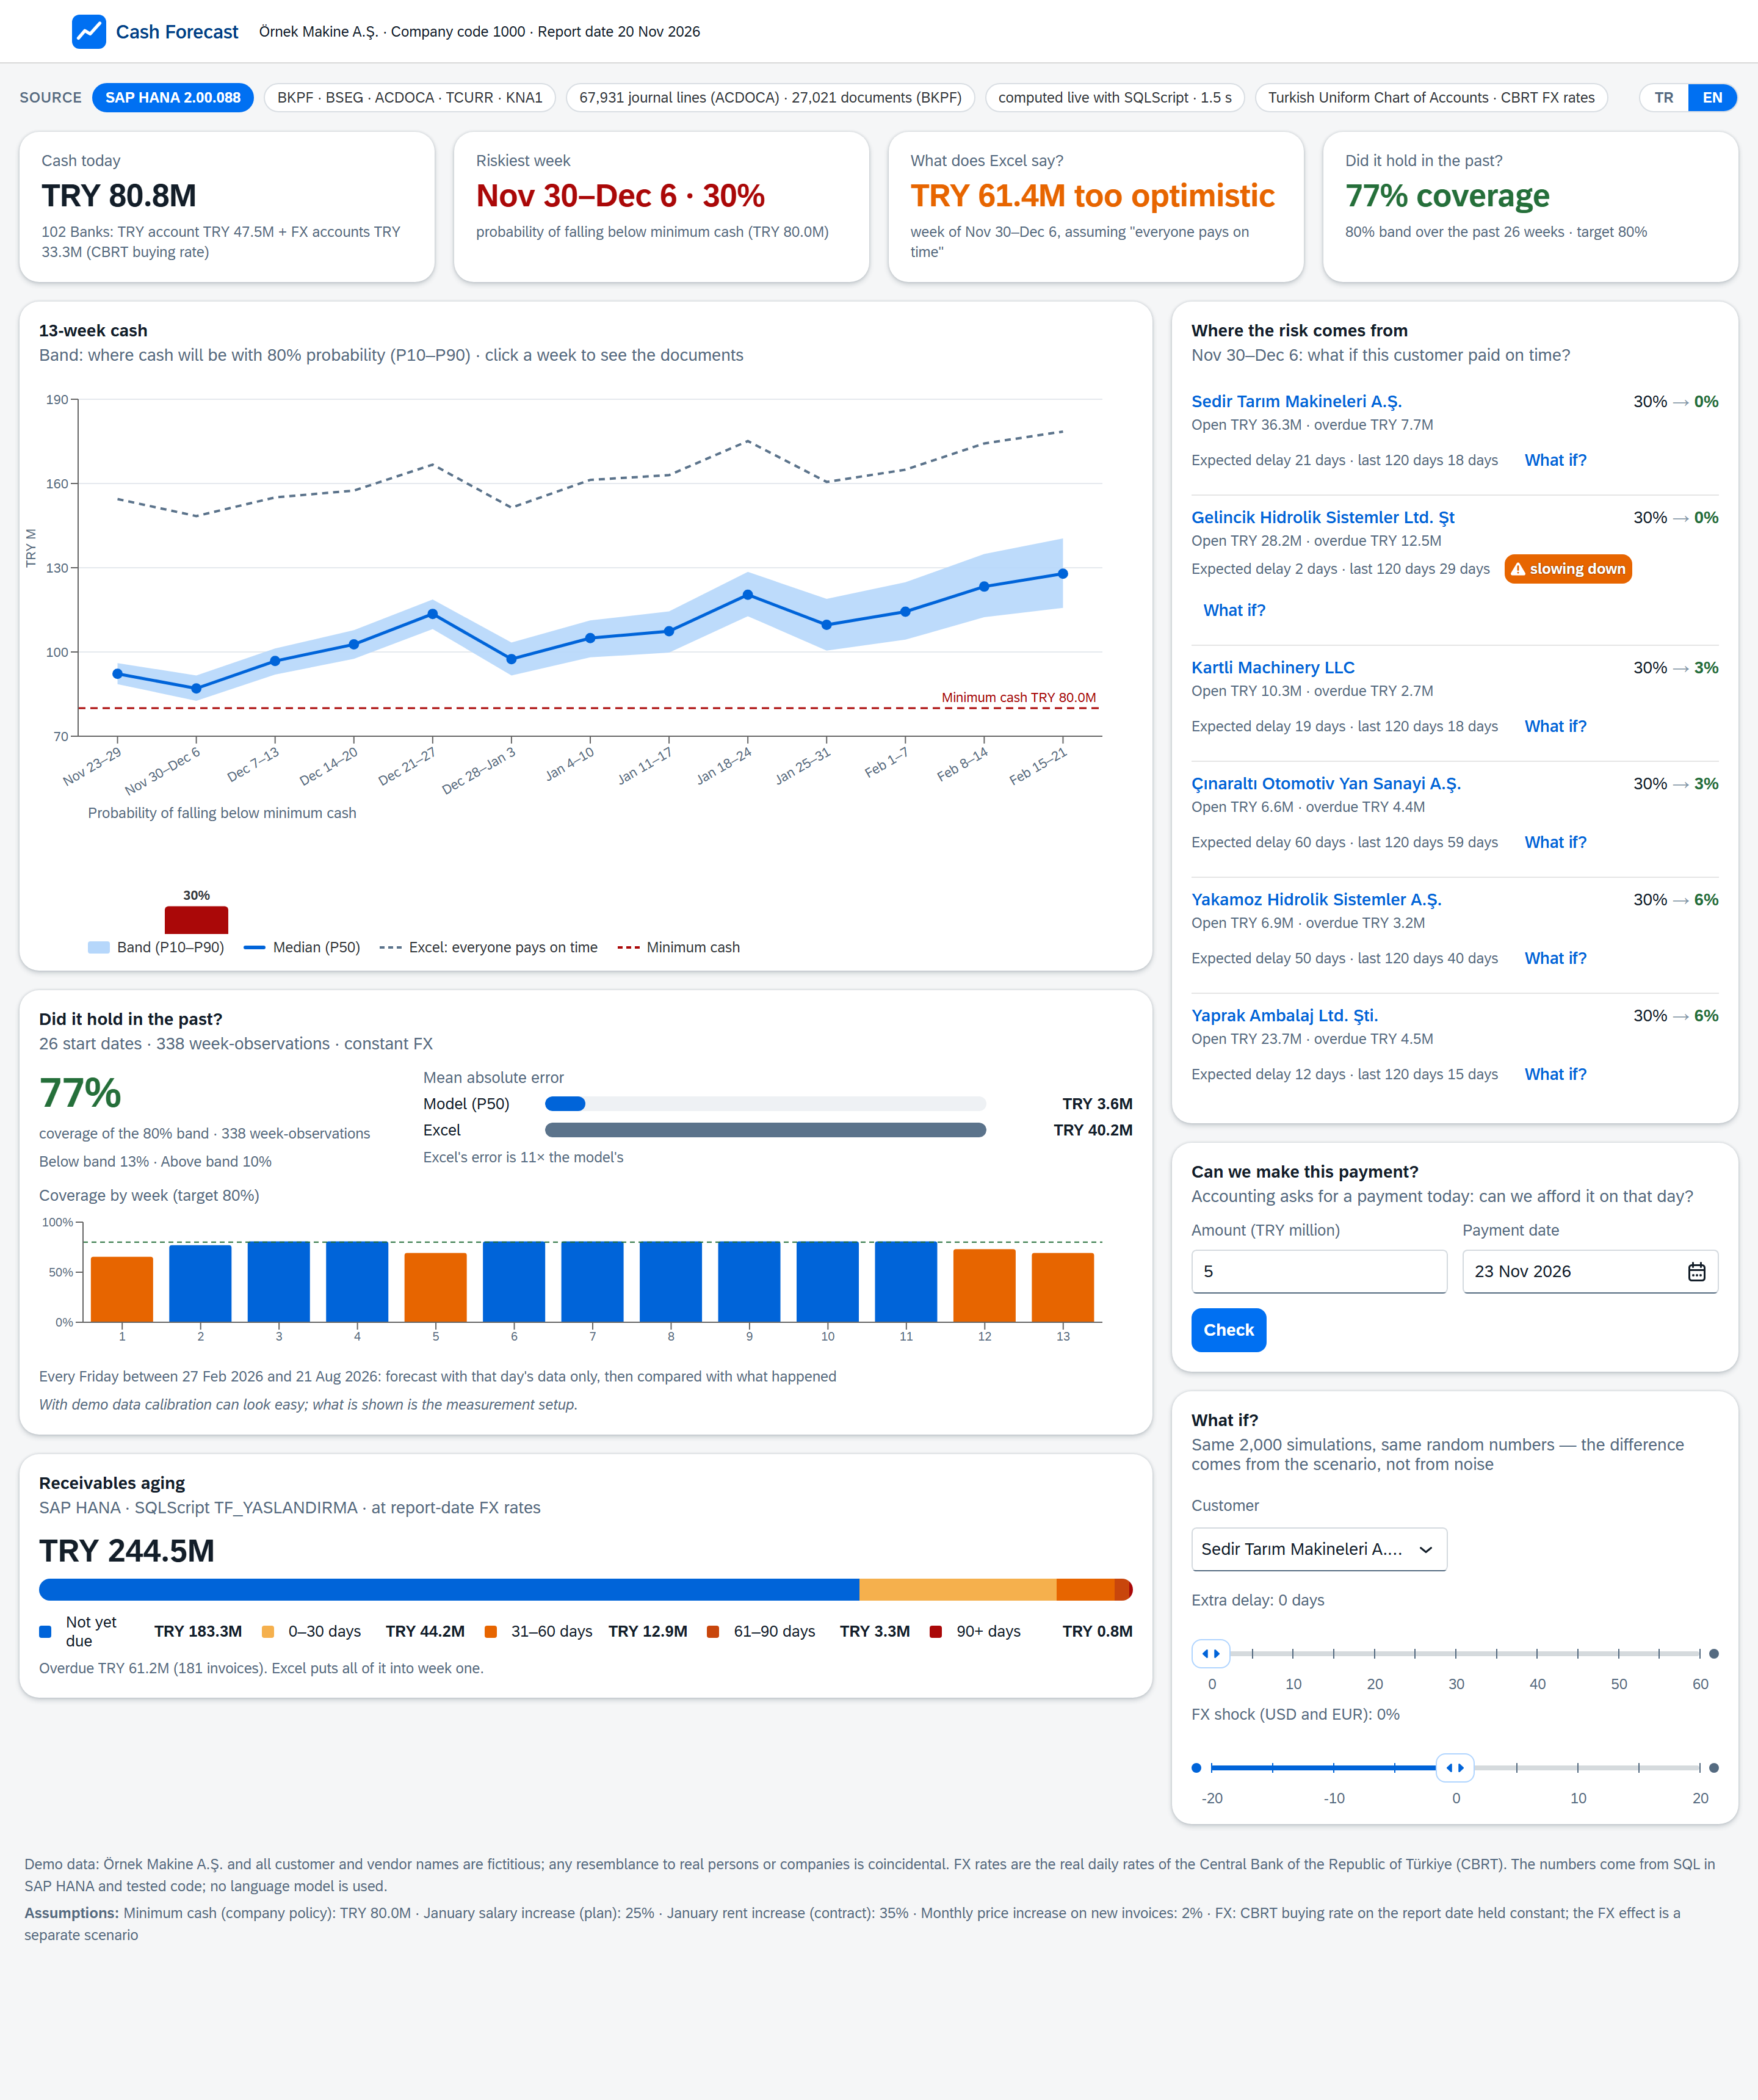 Cash Forecast
Örnek Makine A.Ş. · Company code 1000 · Report date 20 Nov 2026
SOURCE
SAP HANA 2.00.088
BKPF · BSEG · ACDOCA · TCURR · KNA1
67,931 journal lines (ACDOCA) · 27,021 documents (BKPF)
computed live with SQLScript · 1.5 s
Turkish Uniform Chart of Accounts · CBRT FX rates
TR
EN
Cash today
TRY 80.8M
102 Banks: TRY account TRY 47.5M + FX accounts TRY
33.3M (CBRT buying rate)
Riskiest week
Nov 30–Dec 6 · 30%
probability of falling below minimum cash (TRY 80.0M)
What does Excel say?
TRY 61.4M too optimistic
week of Nov 30–Dec 6, assuming "everyone pays on
time"
Did it hold in the past?
77% coverage
80% band over the past 26 weeks · target 80%
13-week cash
Band: where cash will be with 80% probability (P10–P90) · click a week to see the documents
TRY M
190
160
130
100
70
Minimum cash TRY 80.0M
Nov 23–29
Nov 30–Dec 6
Dec 7–13
Dec 14–20
Dec 21–27
Dec 28–Jan 3
Jan 4–10
Jan 11–17
Jan 18–24
Jan 25–31
Feb 1–7
Feb 8–14
Feb 15–21
Probability of falling below minimum cash
30%
Band (P10–P90)
Median (P50)
Excel: everyone pays on time
Minimum cash
Where the risk comes from
Nov 30–Dec 6: what if this customer paid on time?
Sedir Tarım Makineleri A.Ş.
30% → 0%
Open TRY 36.3M · overdue TRY 7.7M
Expected delay 21 days · last 120 days 18 days
What if?
Gelincik Hidrolik Sistemler Ltd. Şt
30% → 0%
Open TRY 28.2M · overdue TRY 12.5M
Expected delay 2 days · last 120 days 29 days
slowing down
What if?
Kartli Machinery LLC
30% → 3%
Open TRY 10.3M · overdue TRY 2.7M
Expected delay 19 days · last 120 days 18 days
What if?
Çınaraltı Otomotiv Yan Sanayi A.Ş.
30% → 3%
Open TRY 6.6M · overdue TRY 4.4M
Expected delay 60 days · last 120 days 59 days
What if?
Yakamoz Hidrolik Sistemler A.Ş.
30% → 6%
Open TRY 6.9M · overdue TRY 3.2M
Expected delay 50 days · last 120 days 40 days
What if?
Yaprak Ambalaj Ltd. Şti.
30% → 6%
Open TRY 23.7M · overdue TRY 4.5M
Expected delay 12 days · last 120 days 15 days
What if?
Did it hold in the past?
26 start dates · 338 week-observations · constant FX
77%
coverage of the 80% band · 338 week-observations
Below band 13% · Above band 10%
Mean absolute error
Model (P50)
TRY 3.6M
Excel
TRY 40.2M
Excel's error is 11× the model's
Coverage by week (target 80%)
100%
50%
0%
1
2
3
4
5
6
7
8
9
10
11
12
13
Every Friday between 27 Feb 2026 and 21 Aug 2026: forecast with that day's data only, then compared with what happened
With demo data calibration can look easy; what is shown is the measurement setup.
Receivables aging
SAP HANA · SQLScript TF_YASLANDIRMA · at report-date FX rates
TRY 244.5M
Not yet
due
TRY 183.3M
0–30 days
TRY 44.2M
31–60 days
TRY 12.9M
61–90 days
TRY 3.3M
90+ days
TRY 0.8M
Overdue TRY 61.2M (181 invoices). Excel puts all of it into week one.
Can we make this payment?
Accounting asks for a payment today: can we afford it on that day?
Amount (TRY million)
Payment date
5
23 Nov 2026
Check
What if?
Same 2,000 simulations, same random numbers — the difference
comes from the scenario, not from noise
Customer
Sedir Tarım Makineleri A....
Extra delay: 0 days
0
10
20
30
40
50
60
FX shock (USD and EUR): 0%
-20
-10
0
10
20
Demo data: Örnek Makine A.Ş. and all customer and vendor names are fictitious; any resemblance to real persons or companies is coincidental. FX rates are the real daily rates of the Central Bank of the Republic of Türkiye (CBRT). The numbers come from SQL in
SAP HANA and tested code; no language model is used.
Assumptions: Minimum cash (company policy): TRY 80.0M · January salary increase (plan): 25% · January rent increase (contract): 35% · Monthly price increase on new invoices: 2% · FX: CBRT buying rate on the report date held constant; the FX effect is a
separate scenario